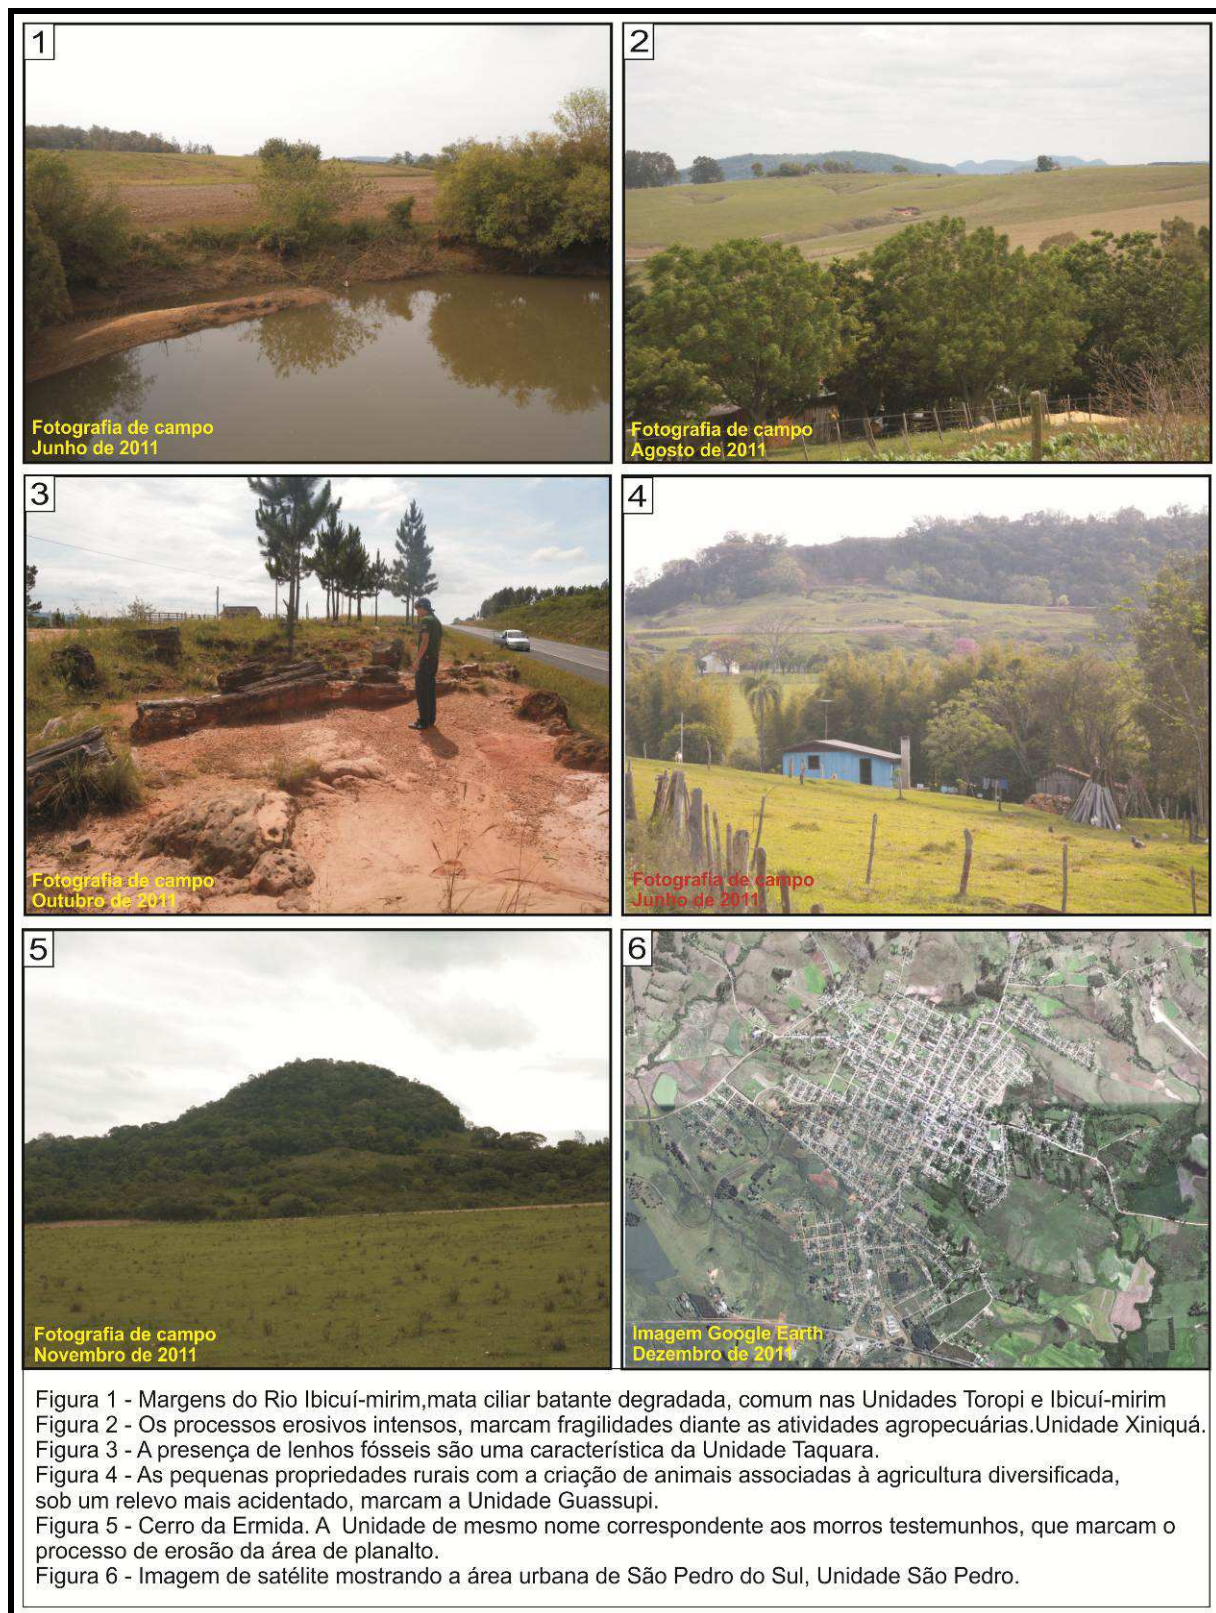 1
2
Fotografia de campo
Junho de 2011
Fotografia de campo
Agosto de 2011
3
4
Fotografia de campo
Outubro de 2011
Fotografia de campo
Junho de 2011
5
6
Fotografia de campo
Novembro de 2011
Imagem Google Earth
Dezembro de 2011
Figura 1 - Margens do Rio Ibicuí-mirim,mata ciliar batante degradada, comum nas Unidades Toropi e Ibicuí-mirim
Figura 2 - Os processos erosivos intensos, marcam fragilidades diante as atividades agropecuárias.Unidade Xiniquá.
Figura 3 - A presença de lenhos fósseis são uma característica da Unidade Taquara.
Figura 4 - As pequenas propriedades rurais com a criação de animais associadas à agricultura diversificada,
sob um relevo mais acidentado, marcam a Unidade Guassupi.
Figura 5 - Cerro da Ermida. A Unidade de mesmo nome correspondente aos morros testemunhos, que marcam o
processo de erosão da área de planalto.
Figura 6 - Imagem de satélite mostrando a área urbana de São Pedro do Sul, Unidade São Pedro.